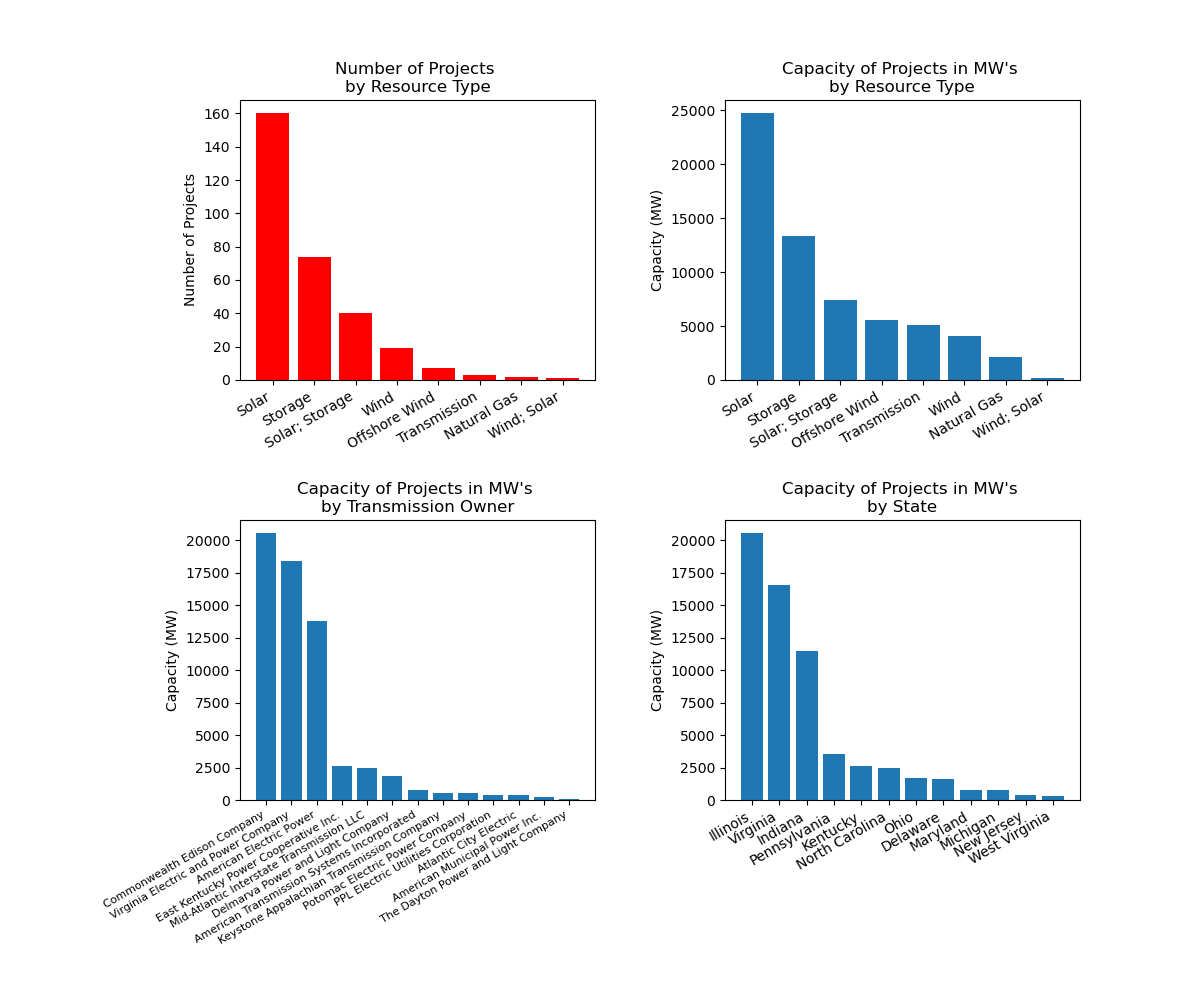 Number of Projects
by Resource Type
Number of Projects
160
140
120
100
80
60
40
20
0
Solar
Storage
Solar; Storage
Wind
Offshore Wind
Transmission
Natural Gas
Wind; Solar
Capacity of Projects in MW's
by Resource Type
Capacity (MW)
25000
20000
15000
10000
5000
0
Solar
Storage
Solar; Storage
Offshore Wind
Transmission
Wind
Natural Gas
Wind; Solar
Capacity of Projects in MW's
by Transmission Owner
Capacity (MW)
20000
17500
15000
12500
10000
7500
5000
2500
0
Commonwealth Edison Company
Virginia Electric and Power Company
American Electric Power
East Kentucky Power Cooperative Inc.
Mid-Atlantic Interstate Transmission LLC
Delmarva Power and Light Company
American Transmission Systems Incorporated
Keystone Appalachian Transmission Company
Potomac Electric Power Company
PPL Electric Utilities Corporation
Atlantic City Electric
American Municipal Power Inc.
The Dayton Power and Light Company
Capacity of Projects in MW's
by State
Capacity (MW)
20000
17500
15000
12500
10000
7500
5000
2500
0
Illinois
Virginia
Indiana
Pennsylvania
Kentucky
North Carolina
Ohio
Delaware
Maryland
Michigan
New Jersey
West Virginia